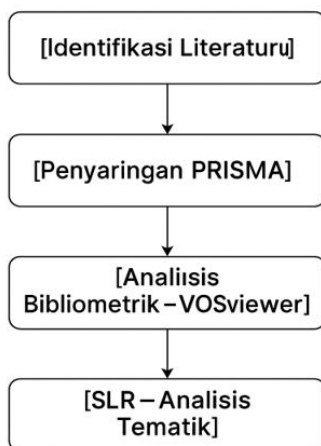 [Identifikasi Literaturu]
[Penyaringan PRISMA]
[Analiisis
Bibliometrik–VOSviewer]
[SLR–Analisis
Tematik]